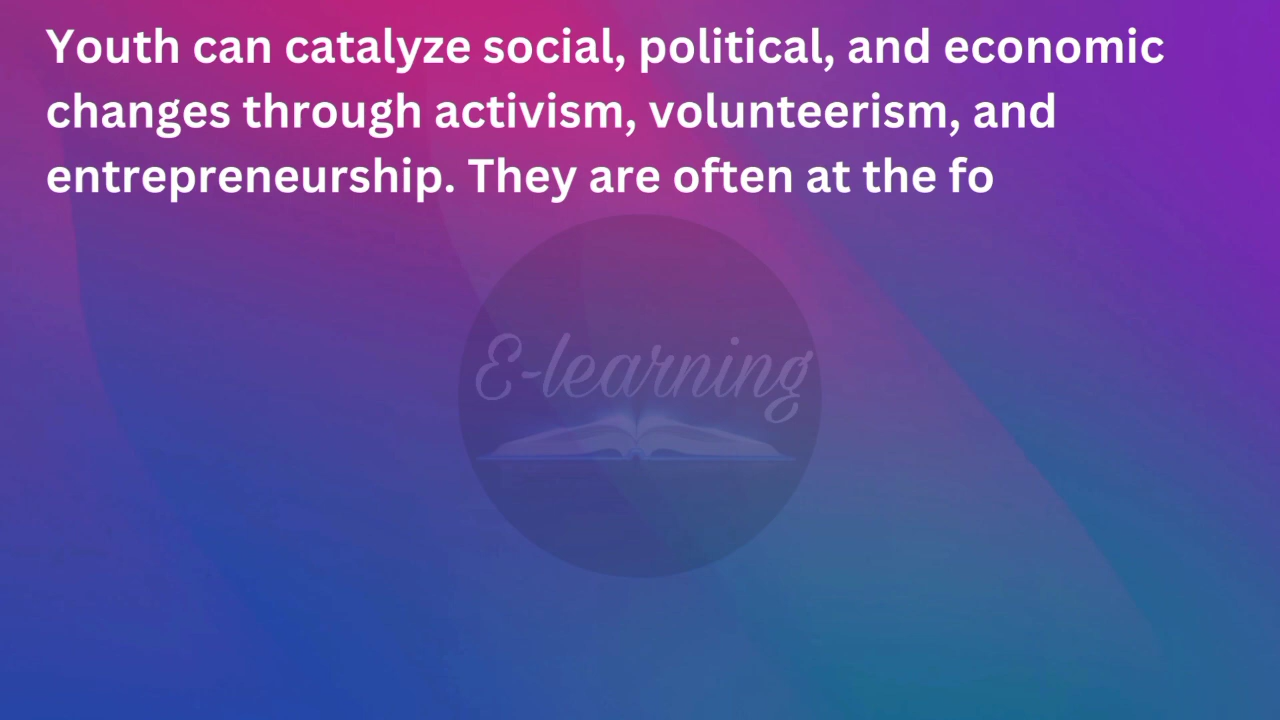 Youth can catalyze social, political, and economic
changes through activism, volunteerism, and
entrepreneurship. They are often at the fo
E-learning